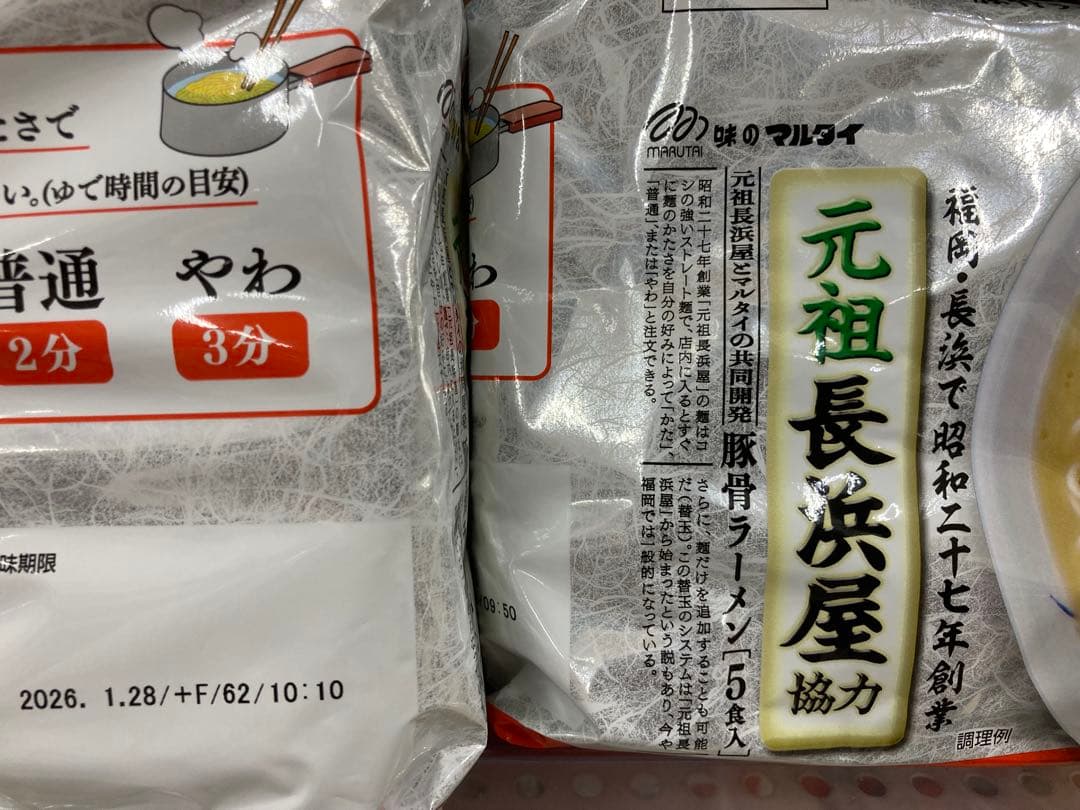 とさで
い。(ゆで時間の目安)
普通
やわ
2分
3分
味期限
2026. 1.28/+F/62/10:10
わ
09:50
MARUTAI
味のマルタイ
福岡・長浜で昭和二十七年創業
元祖長浜屋
協力
元祖長浜屋とマルタイの共同開発
豚骨ラーメン[5食入]
昭和二十七年創業「元祖長浜屋」の麺はコ
シの強いストレート麺で、店内に入るとすぐ
に麺のかたさを自分の好みによって「かた」、
「普通」、または「やわ」と注文できる。
さらに、麺だけを追加することも可能
だ(替玉)。この替玉のシステムは「元祖長
浜屋」から始まったという説もあり、今や
福岡では一般的になっている。
調理例